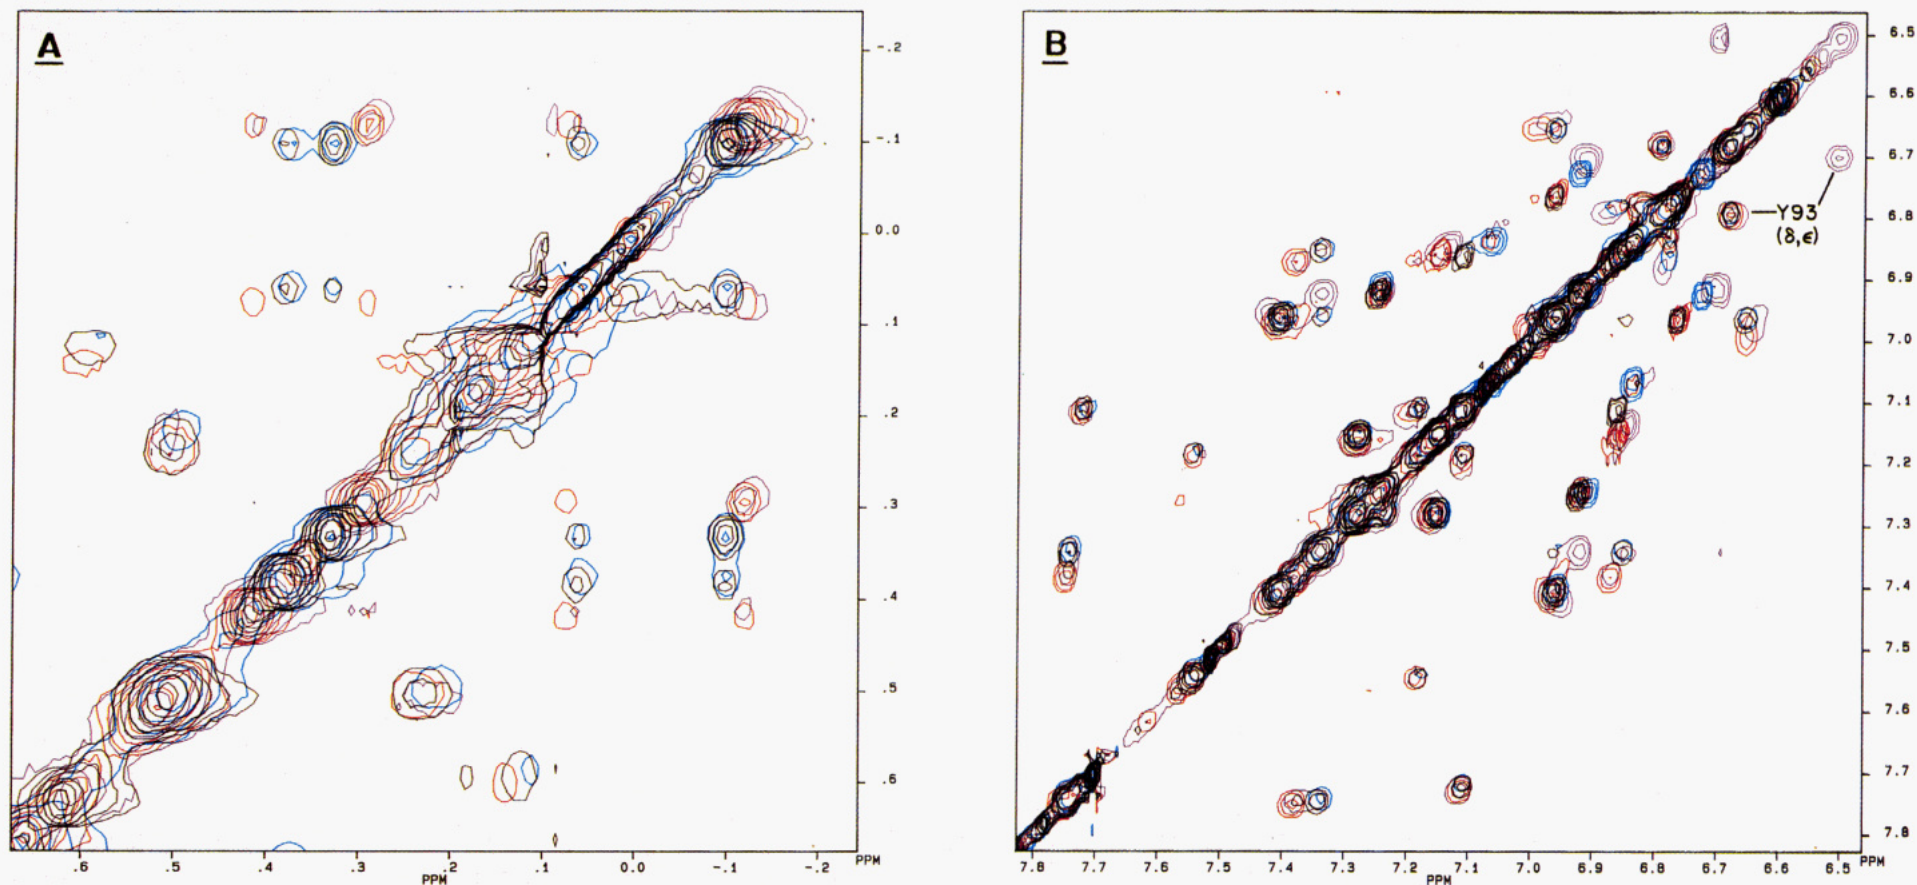 A
-.2
-.1
0.0
.1
.2
.3
.4
.5
.6
PPM
.6 .5 .4 .3 .2 .1 0.0 -.1 -.2
PPM
B
6.5
6.6
6.7
6.8
6.9
7.0
7.1
7.2
7.3
7.4
7.5
7.6
7.7
7.8
PPM
Y93
(δ,ϵ)
7.8 7.7 7.6 7.5 7.4 7.3 7.2 7.1 7.0 6.9 6.8 6.7 6.6 6.5
PPM